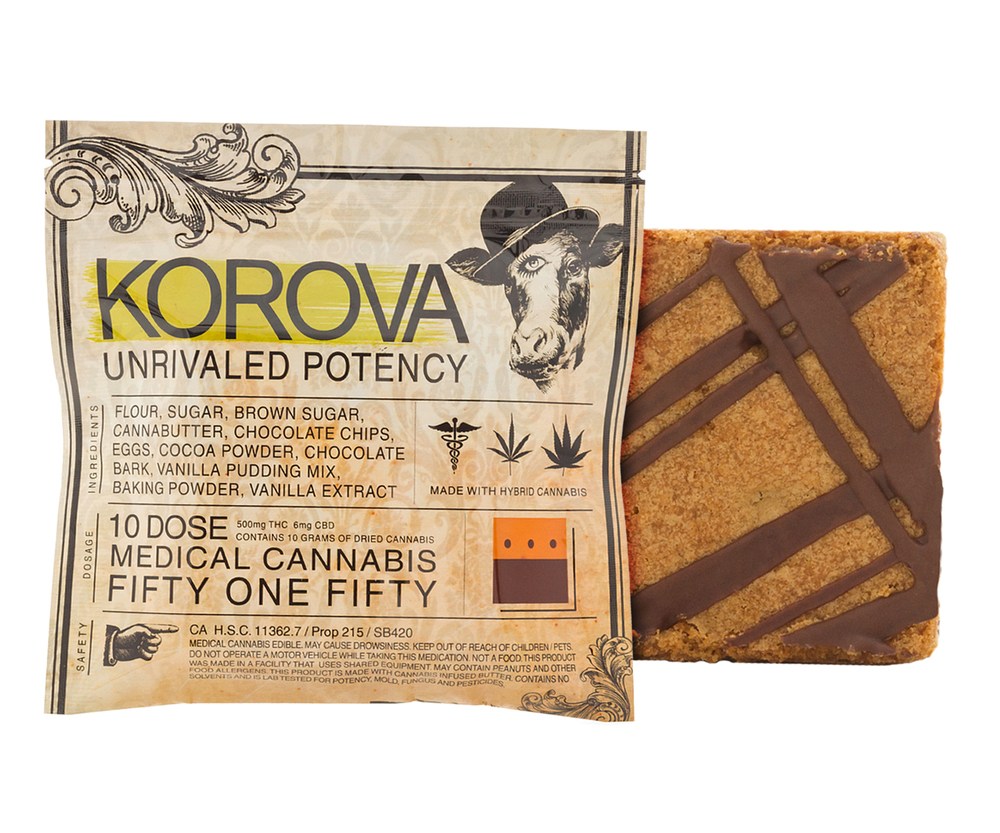 KOROVA
UNRIVALED POTENCY
INGREDIENTS
FLOUR, SUGAR, BROWN SUGAR,
CANNABUTTER, CHOCOLATE CHIPS,
EGGS, COCOA POWDER, CHOCOLATE
BARK, VANILLA PUDDING MIX,
BAKING POWDER, VANILLA EXTRACT
MADE WITH HYBRID CANNABIS
DOSAGE
10 DOSE 500mg THC 6mg CBD
CONTAINS 10 GRAMS OF DRIED CANNABIS
MEDICAL CANNABIS
FIFTY ONE FIFTY
SAFETY
CA H.S.C. 11362.7 / Prop 215 / SB420
MEDICAL CANNABIS EDIBLE. MAY CAUSE DROWSINESS. KEEP OUT OF REACH OF CHILDREN / PETS.
DO NOT OPERATE A MOTOR VEHICLE WHILE TAKING THIS MEDICATION. NOT A FOOD. THIS PRODUCT
WAS MADE IN A FACILITY THAT USES SHARED EQUIPMENT. MAY CONTAIN PEANUTS AND OTHER
FOOD ALLERGENS. THIS PRODUCT IS MADE WITH CANNABIS INFUSED BUTTER. CONTAINS NO
SOLVENTS AND IS LAB TESTED FOR POTENCY, MOLD, FUNGUS AND PESTICIDES.